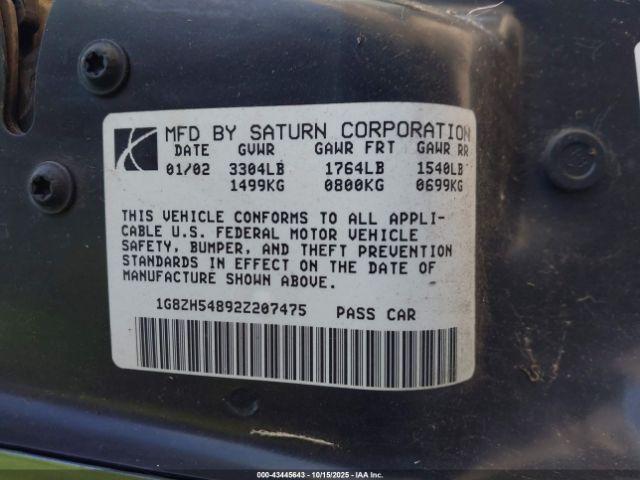 MFD BY SATURN CORPORATION
DATE GVWR GAWR FRT GAWR RR
01/02 3304LB 1764LB 1540LB
1499KG 0800KG 0699KG
THIS VEHICLE CONFORMS TO ALL APPLI-
CABLE U.S. FEDERAL MOTOR VEHICLE
SAFETY, BUMPER, AND THEFT PREVENTION
STANDARDS IN EFFECT ON THE DATE OF
MANUFACTURE SHOWN ABOVE.
1G8ZH54892Z207475 PASS CAR
000-43445643 - 10/15/2025 - IAA Inc.